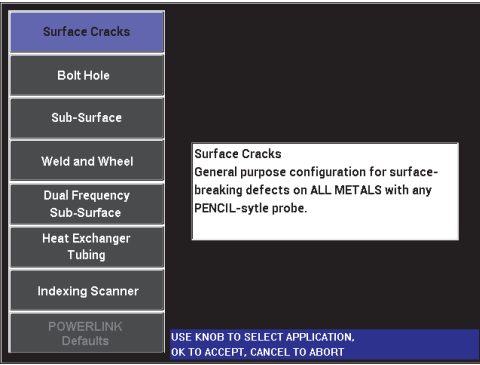 Surface Cracks
Bolt Hole
Sub-Surface
Weld and Wheel
Dual Frequency
Sub-Surface
Heat Exchanger
Tubing
Indexing Scanner
POWERLINK
Defaults
Surface Cracks
General purpose configuration for surface-
breaking defects on ALL METALS with any
PENCIL-sytle probe.
USE KNOB TO SELECT APPLICATION,
OK TO ACCEPT, CANCEL TO ABORT